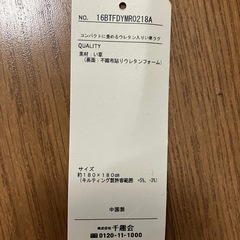 NO. 16BTFDYMR0218A
コンパクトに畳めるウレタン入りい草ラグ
QUALITY
素材:い草
(裏面:不織布貼りウレタンフォーム)
サイズ
約180×180cm
(キルティング製許容範囲 +5%、-3%)
中国製
株式会社 千趣会
0120-11-1000